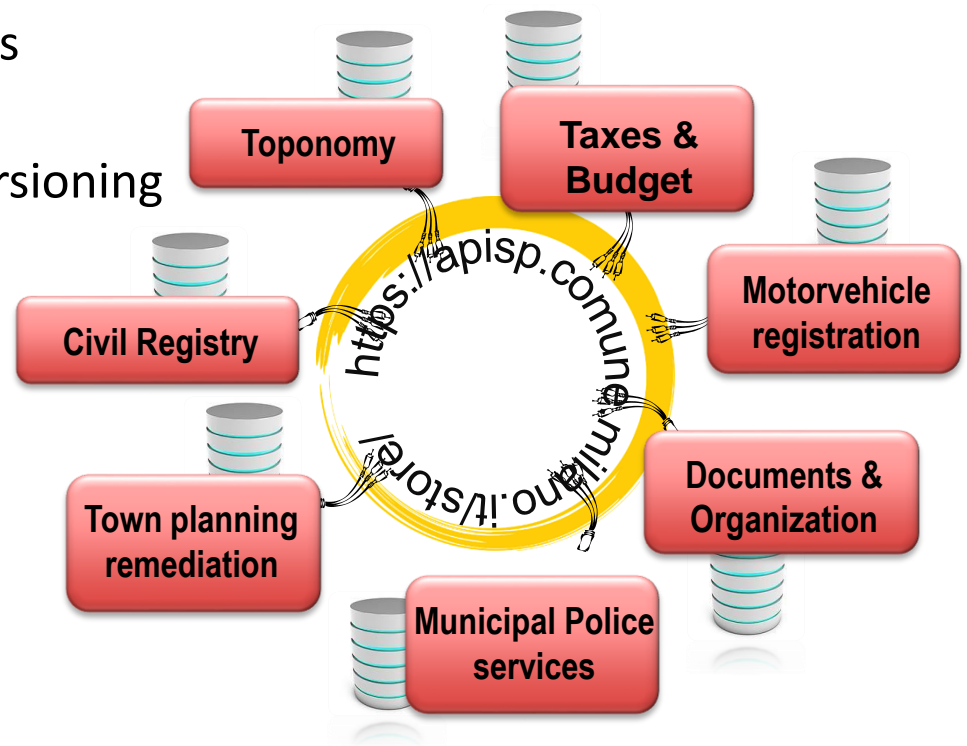 s
rsioning
Toponomy
Taxes &
Budget
Motorvehicle
registration
Civil Registry
https://apisp.comune.milano.it/store/
Documents &
Organization
Town planning
remediation
Municipal Police
services